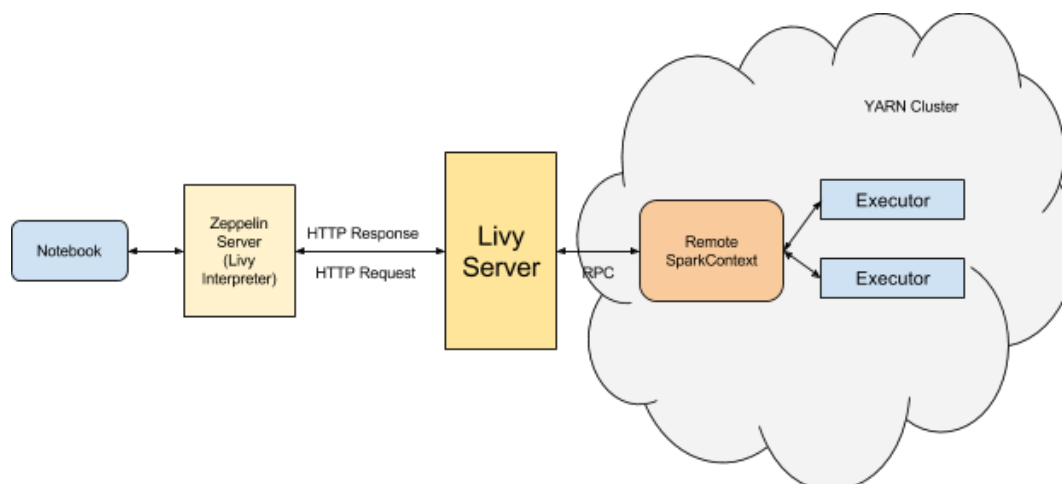 YARN Cluster
Notebook
Zeppelin
Server
(Livy
Interpreter)
HTTP Response
HTTP Request
Livy
Server
RPC
Remote
SparkContext
Executor
Executor